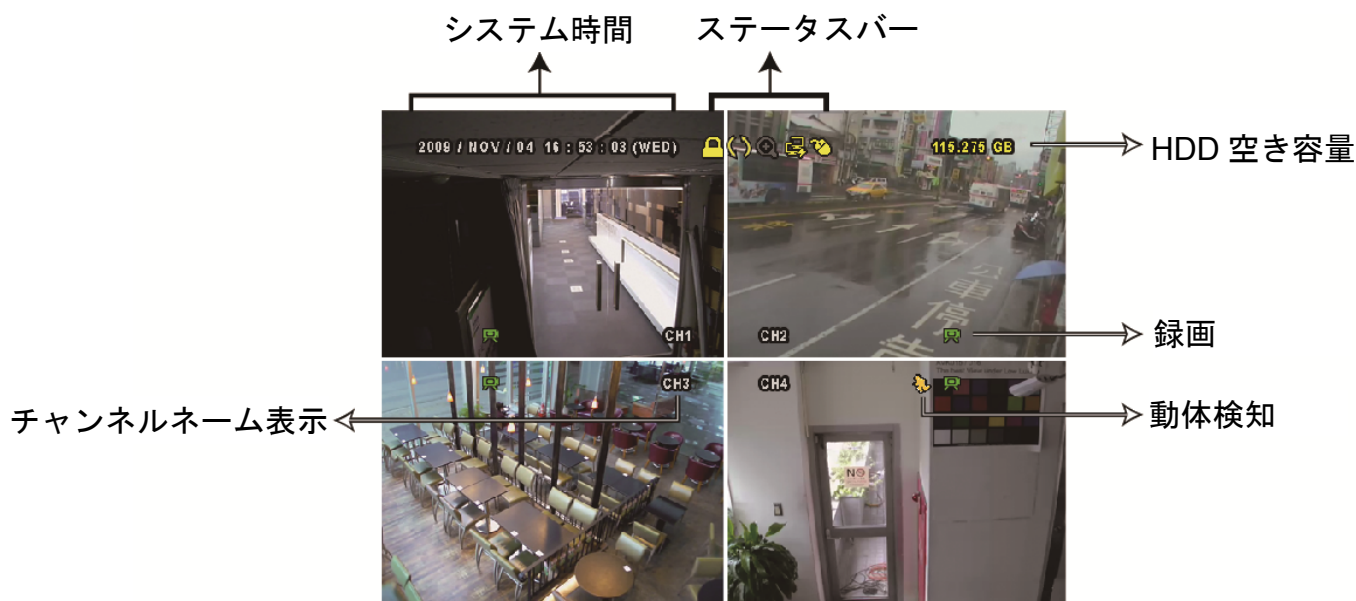 システム時間
ステータスバー
2009 / NOV / 04 16 : 53 : 03 (WED)
115.275 GB
HDD 空き容量
CH1
CH2
録画
CH3
CH4
チャンネルネーム表示
動体検知